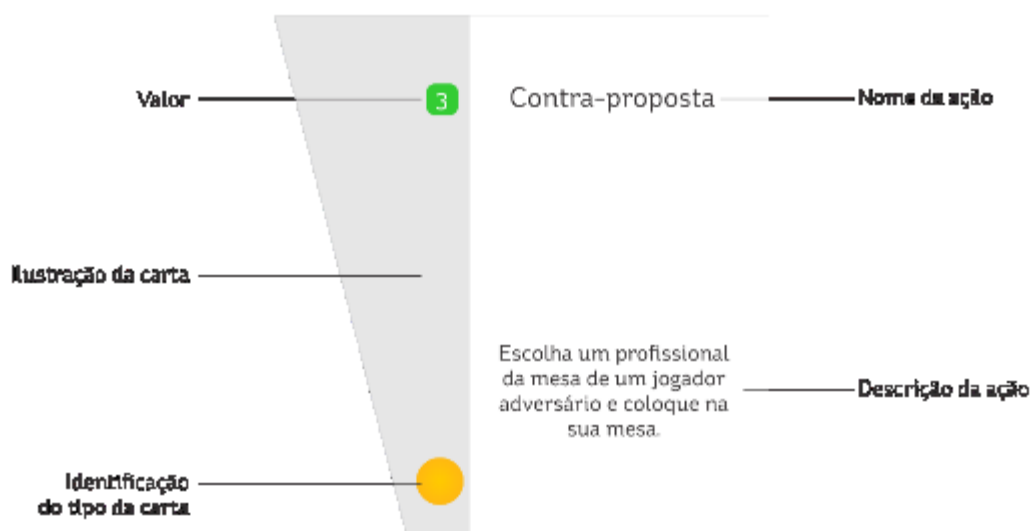 Valor
3
Contra-proposta
Nome da ação
Ilustração da carta
Escolha um profissional
da mesa de um jogador
adversário e coloque na
sua mesa.
Descrição da ação
Identificação
do tipo da carta